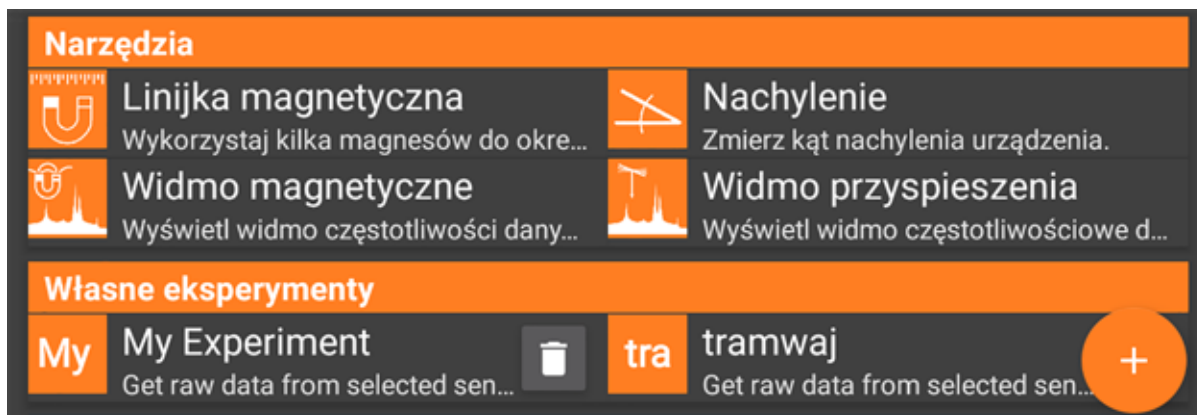 Narzędzia
Linijka magnetyczna
Wykorzystaj kilka magnesów do okre...
Nachylenie
Zmierz kąt nachylenia urządzenia.
Widmo magnetyczne
Wyświetl widmo częstotliwości dany...
Widmo przyspieszenia
Wyświetl widmo częstotliwościowe d...
Własne eksperymenty
My
My Experiment
Get raw data from selected sen...
tra
tramwaj
Get raw data from selected sen...
+